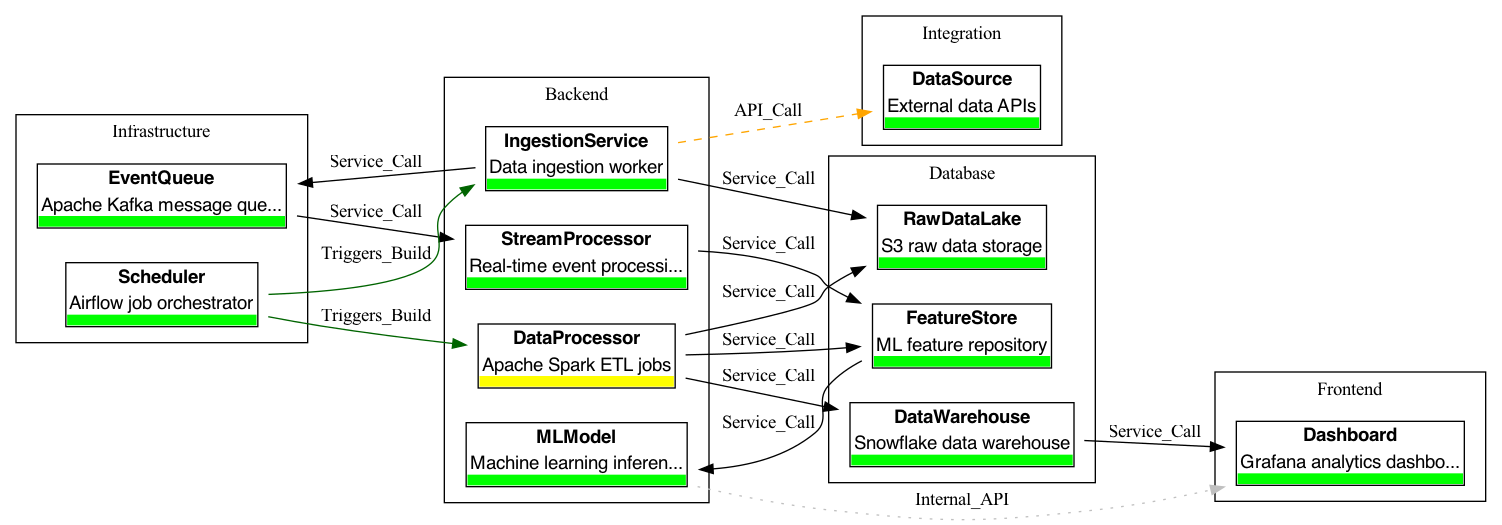 Infrastructure
EventQueue
Apache Kafka message que...
Scheduler
Airflow job orchestrator
Service_Call
Service_Call
Triggers_Build
Triggers_Build
Backend
IngestionService
Data ingestion worker
StreamProcessor
Real-time event processi...
DataProcessor
Apache Spark ETL jobs
MLModel
Machine learning inferen...
API_Call
Service_Call
Service_Call
Service_Call
Service_Call
Service_Call
Service_Call
Integration
DataSource
External data APIs
Database
RawDataLake
S3 raw data storage
FeatureStore
ML feature repository
DataWarehouse
Snowflake data warehouse
Internal_API
Service_Call
Frontend
Dashboard
Grafana analytics dashbo...